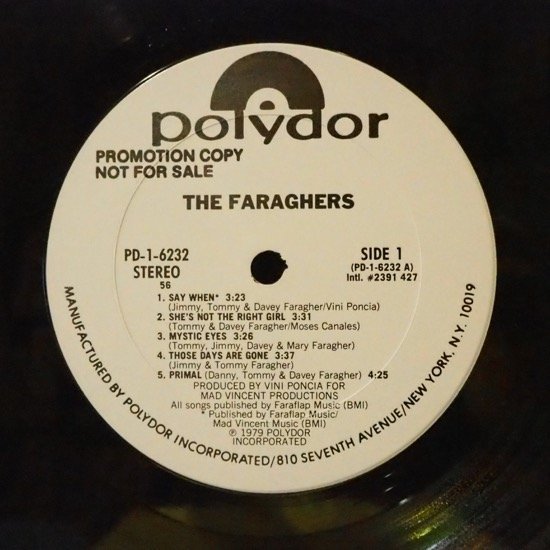 polydor
PROMOTION COPY
NOT FOR SALE
THE FARAGHERS
PD-1-6232
STEREO
56
SIDE 1
(PD-1-6232 A)
Intl. #2391 427
1. SAY WHEN* 3:23
(Jimmy, Tommy & Davey Faragher/Vini Poncia)
2. SHE'S NOT THE RIGHT GIRL 3:31
(Tommy & Davey Faragher/Moses Canales)
3. MYSTIC EYES 3:26
(Tommy, Jimmy, Davey & Mary Faragher)
4. THOSE DAYS ARE GONE 3:37
(Jimmy & Tommy Faragher)
5. PRIMAL (Danny, Tommy & Davey Faragher) 4:25
PRODUCED BY VINI PONCIA FOR
MAD VINCENT PRODUCTIONS
All songs published by Faraflap Music (BMI)
*Published by Faraflap Music/
Mad Vincent Music (BMI)
℗ 1979 POLYDOR
INCORPORATED
MANUFACTURED BY POLYDOR INCORPORATED/810 SEVENTH AVENUE/NEW YORK, N.Y. 10019